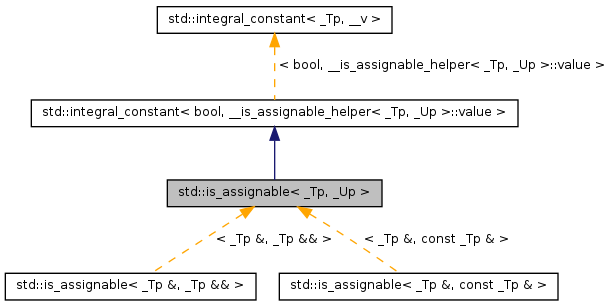 std::integral_constant< _Tp, __v >
< bool, __is_assignable_helper< _Tp, _Up >::value >
std::integral_constant< bool, __is_assignable_helper< _Tp, _Up >::value >
std::is_assignable< _Tp, _Up >
< _Tp &, _Tp && >
< _Tp &, const _Tp & >
std::is_assignable< _Tp &, _Tp && >
std::is_assignable< _Tp &, const _Tp & >